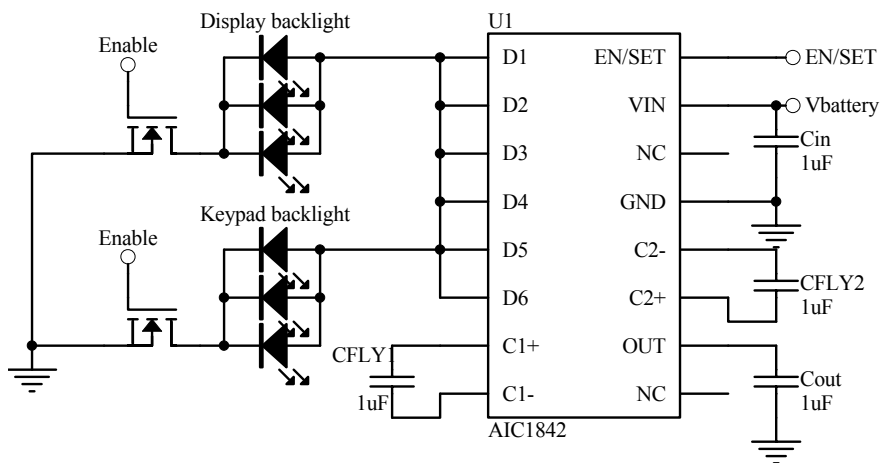 Display backlight
U1
Enable
D1
EN/SET
EN/SET
D2
VIN
Vbattery
D3
NC
Cin
1uF
D4
GND
Keypad backlight
Enable
D5
C2-
D6
C2+
CFLY2
1uF
CFLY1
1uF
C1+
OUT
C1-
NC
Cout
1uF
AIC1842